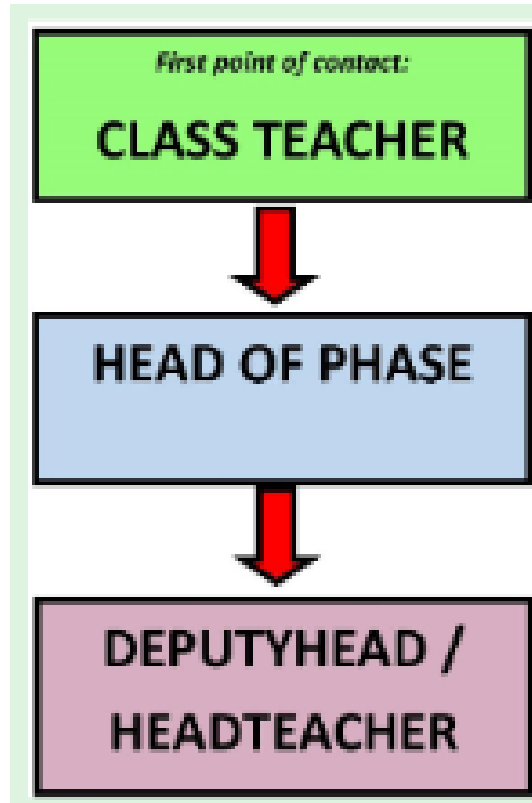 First point of contact:
CLASS TEACHER
HEAD OF PHASE
DEPUTYHEAD /
HEADTEACHER